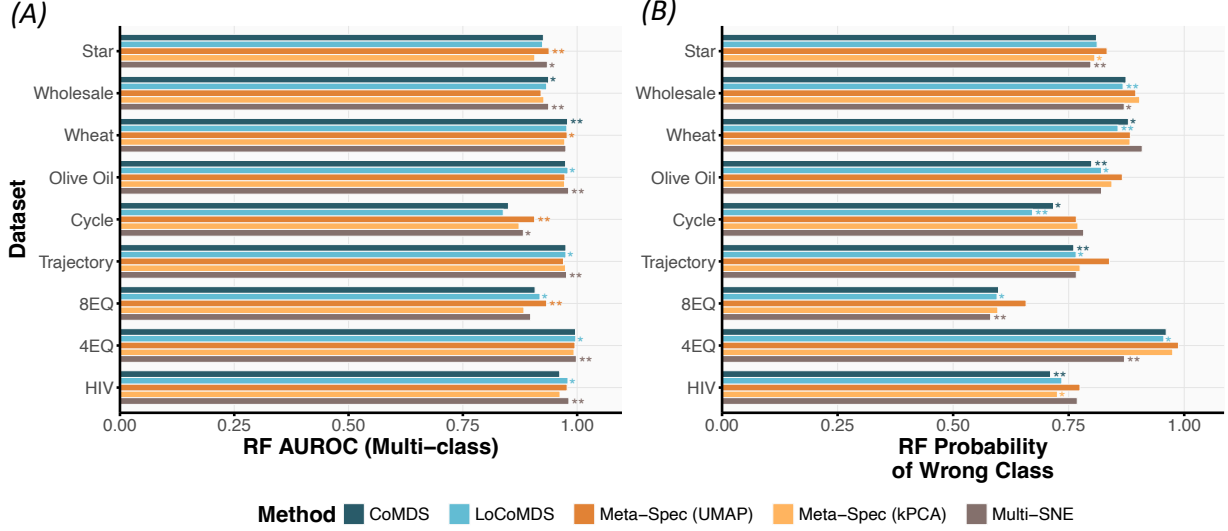 (A)
Dataset
Star
**
*
Wholesale
*
**
Wheat
**
*
Olive Oil
*
**
Cycle
**
*
Trajectory
*
**
8EQ
*
**
4EQ
*
**
HIV
*
**
0.00 0.25 0.50 0.75 1.00
RF AUROC (Multi−class)
(B)
Star
*
**
Wholesale
**
*
Wheat
*
**
Olive Oil
**
*
Cycle
*
**
Trajectory
**
*
8EQ
*
**
4EQ
*
**
HIV
**
*
0.00 0.25 0.50 0.75 1.00
RF Probability
of Wrong Class
Method CoMDS LoCoMDS Meta−Spec (UMAP) Meta−Spec (kPCA) Multi−SNE